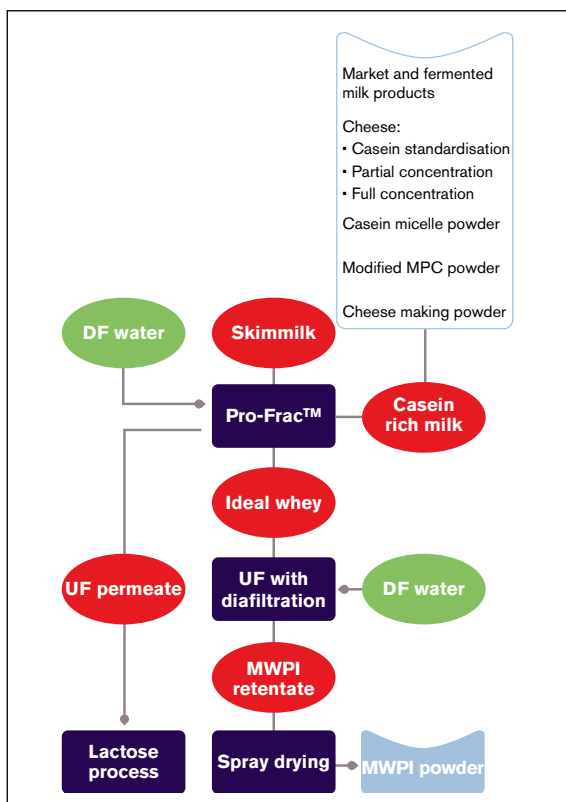 Market and fermented
milk products
Cheese:
▪ Casein standardisation
▪ Partial concentration
▪ Full concentration
Casein micelle powder
Modified MPC powder
Cheese making powder
DF water
Skimmilk
Pro-Frac™
Casein
rich milk
Ideal whey
UF permeate
UF with
diafiltration
DF water
MWPI
retentate
Lactose
process
Spray drying
MWPI powder